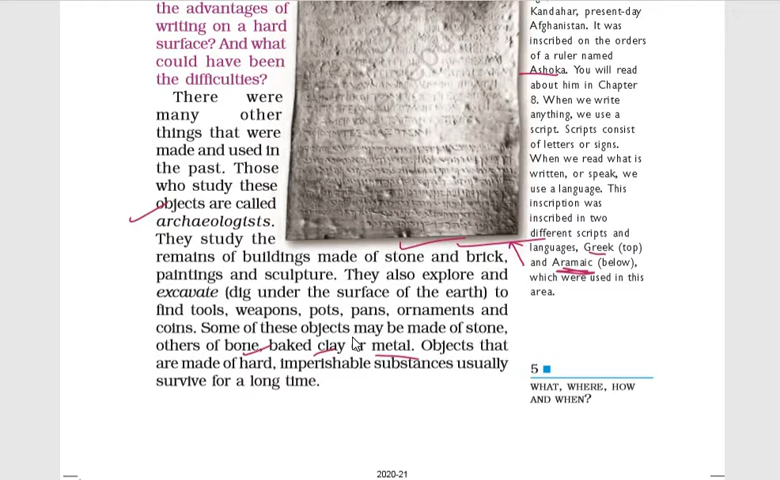 the advantages of
writing on a hard
surface? And what
could have been
the difficulties?
There were
many other
things that were
made and used in
the past. Those
who study these
objects are called
archaeologists.
They study the
remains of buildings made of stone and brick,
paintings and sculpture. They also explore and
excavate (dig under the surface of the earth) to
find tools, weapons, pots, pans, ornaments and
coins. Some of these objects may be made of stone,
others of bone, baked clay or metal. Objects that
are made of hard, imperishable substances usually
survive for a long time.
Kandahar, present-day
Afghanistan. It was
inscribed on the orders
of a ruler named
Ashoka. You will read
about him in Chapter
8. When we write
anything, we use a
script. Scripts consist
of letters or signs.
When we read what is
written, or speak, we
use a language. This
inscription was
inscribed in two
different scripts and
languages, Greek (top)
and Aramaic (below),
which were used in this
area.
5
WHAT, WHERE, HOW
AND WHEN?
2020-21